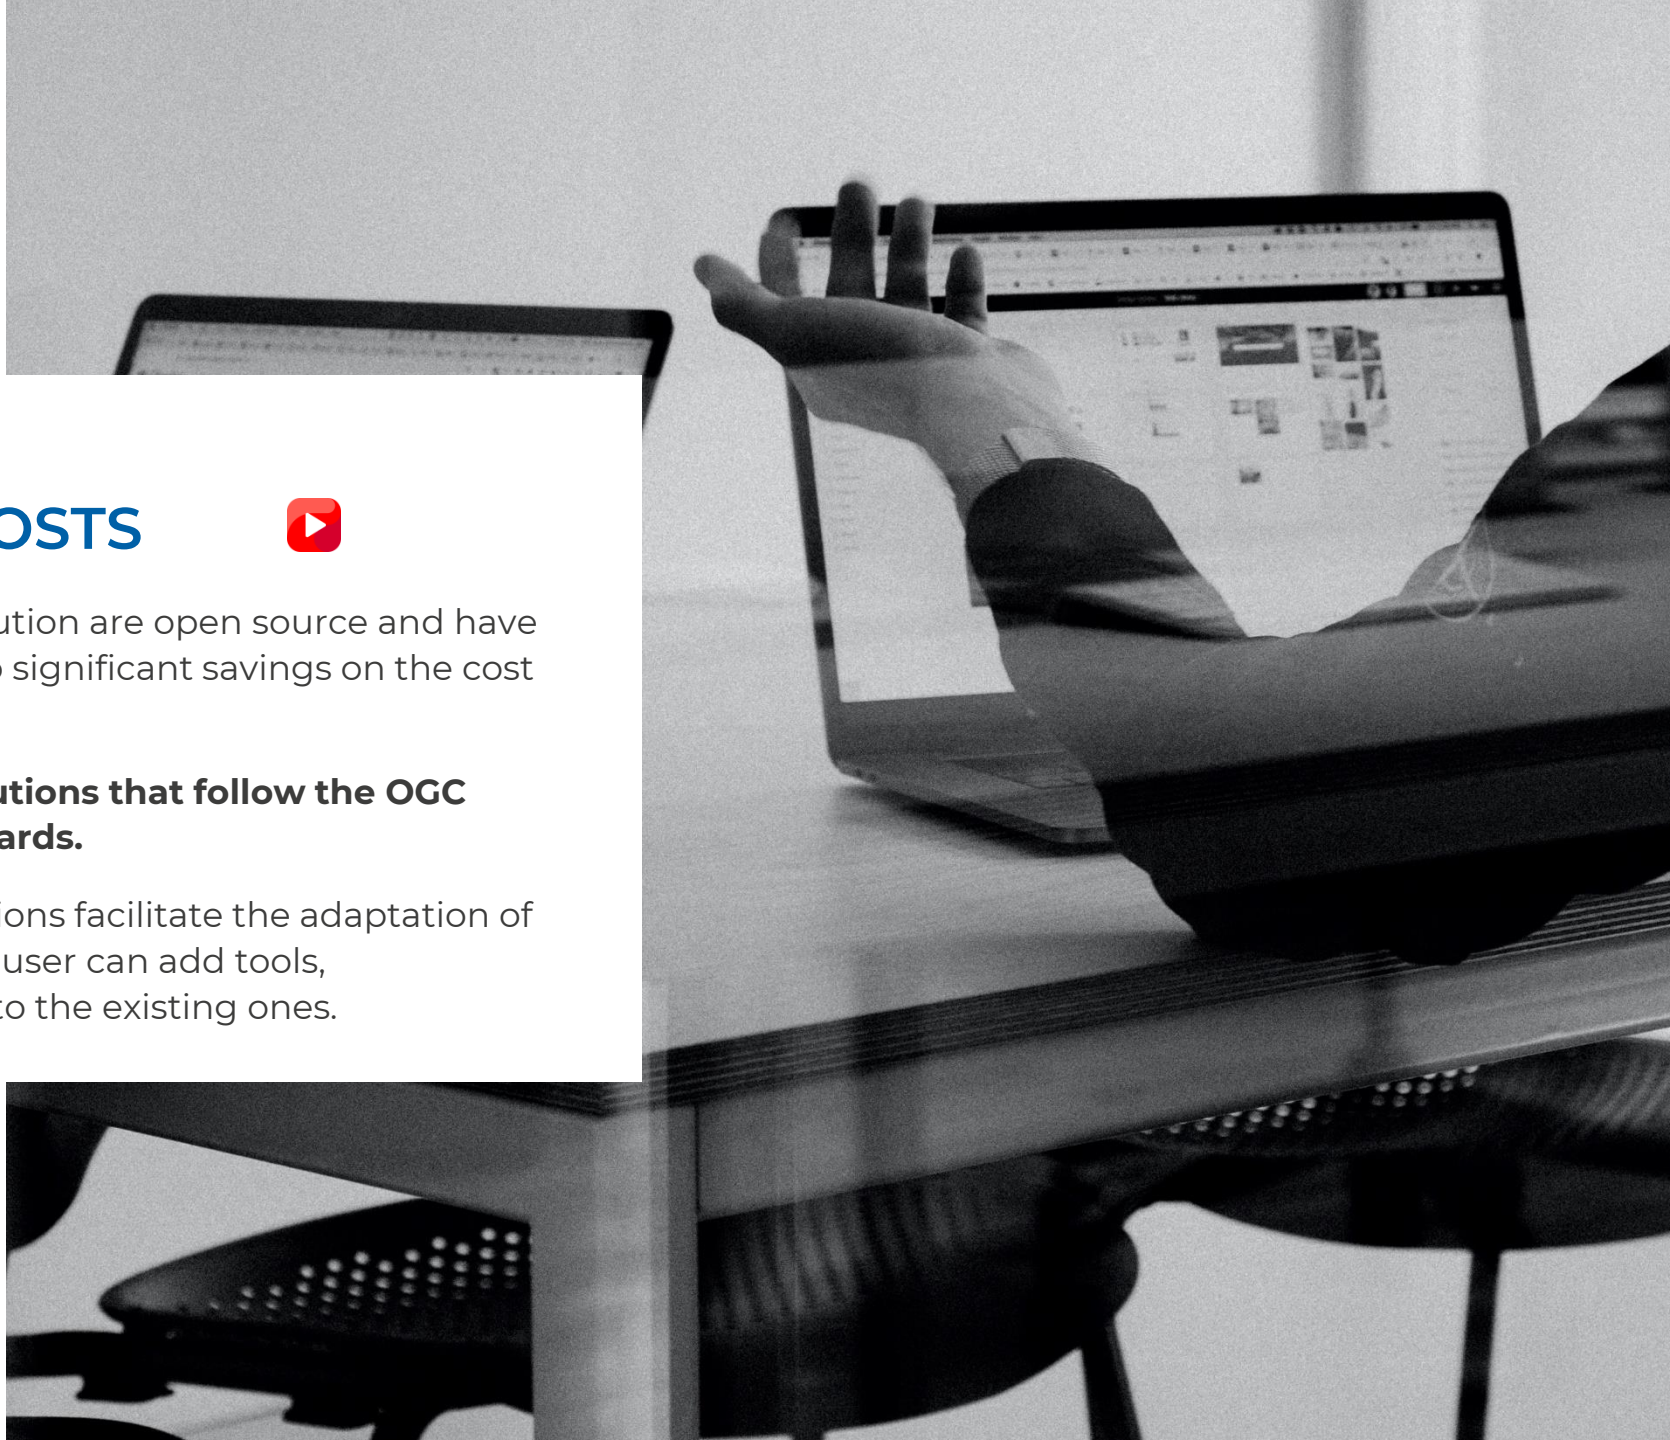 OSTS
ution are open source and have
significant savings on the cost
utions that follow the OGC
ards.
ions facilitate the adaptation of
user can add tools,
to the existing ones.